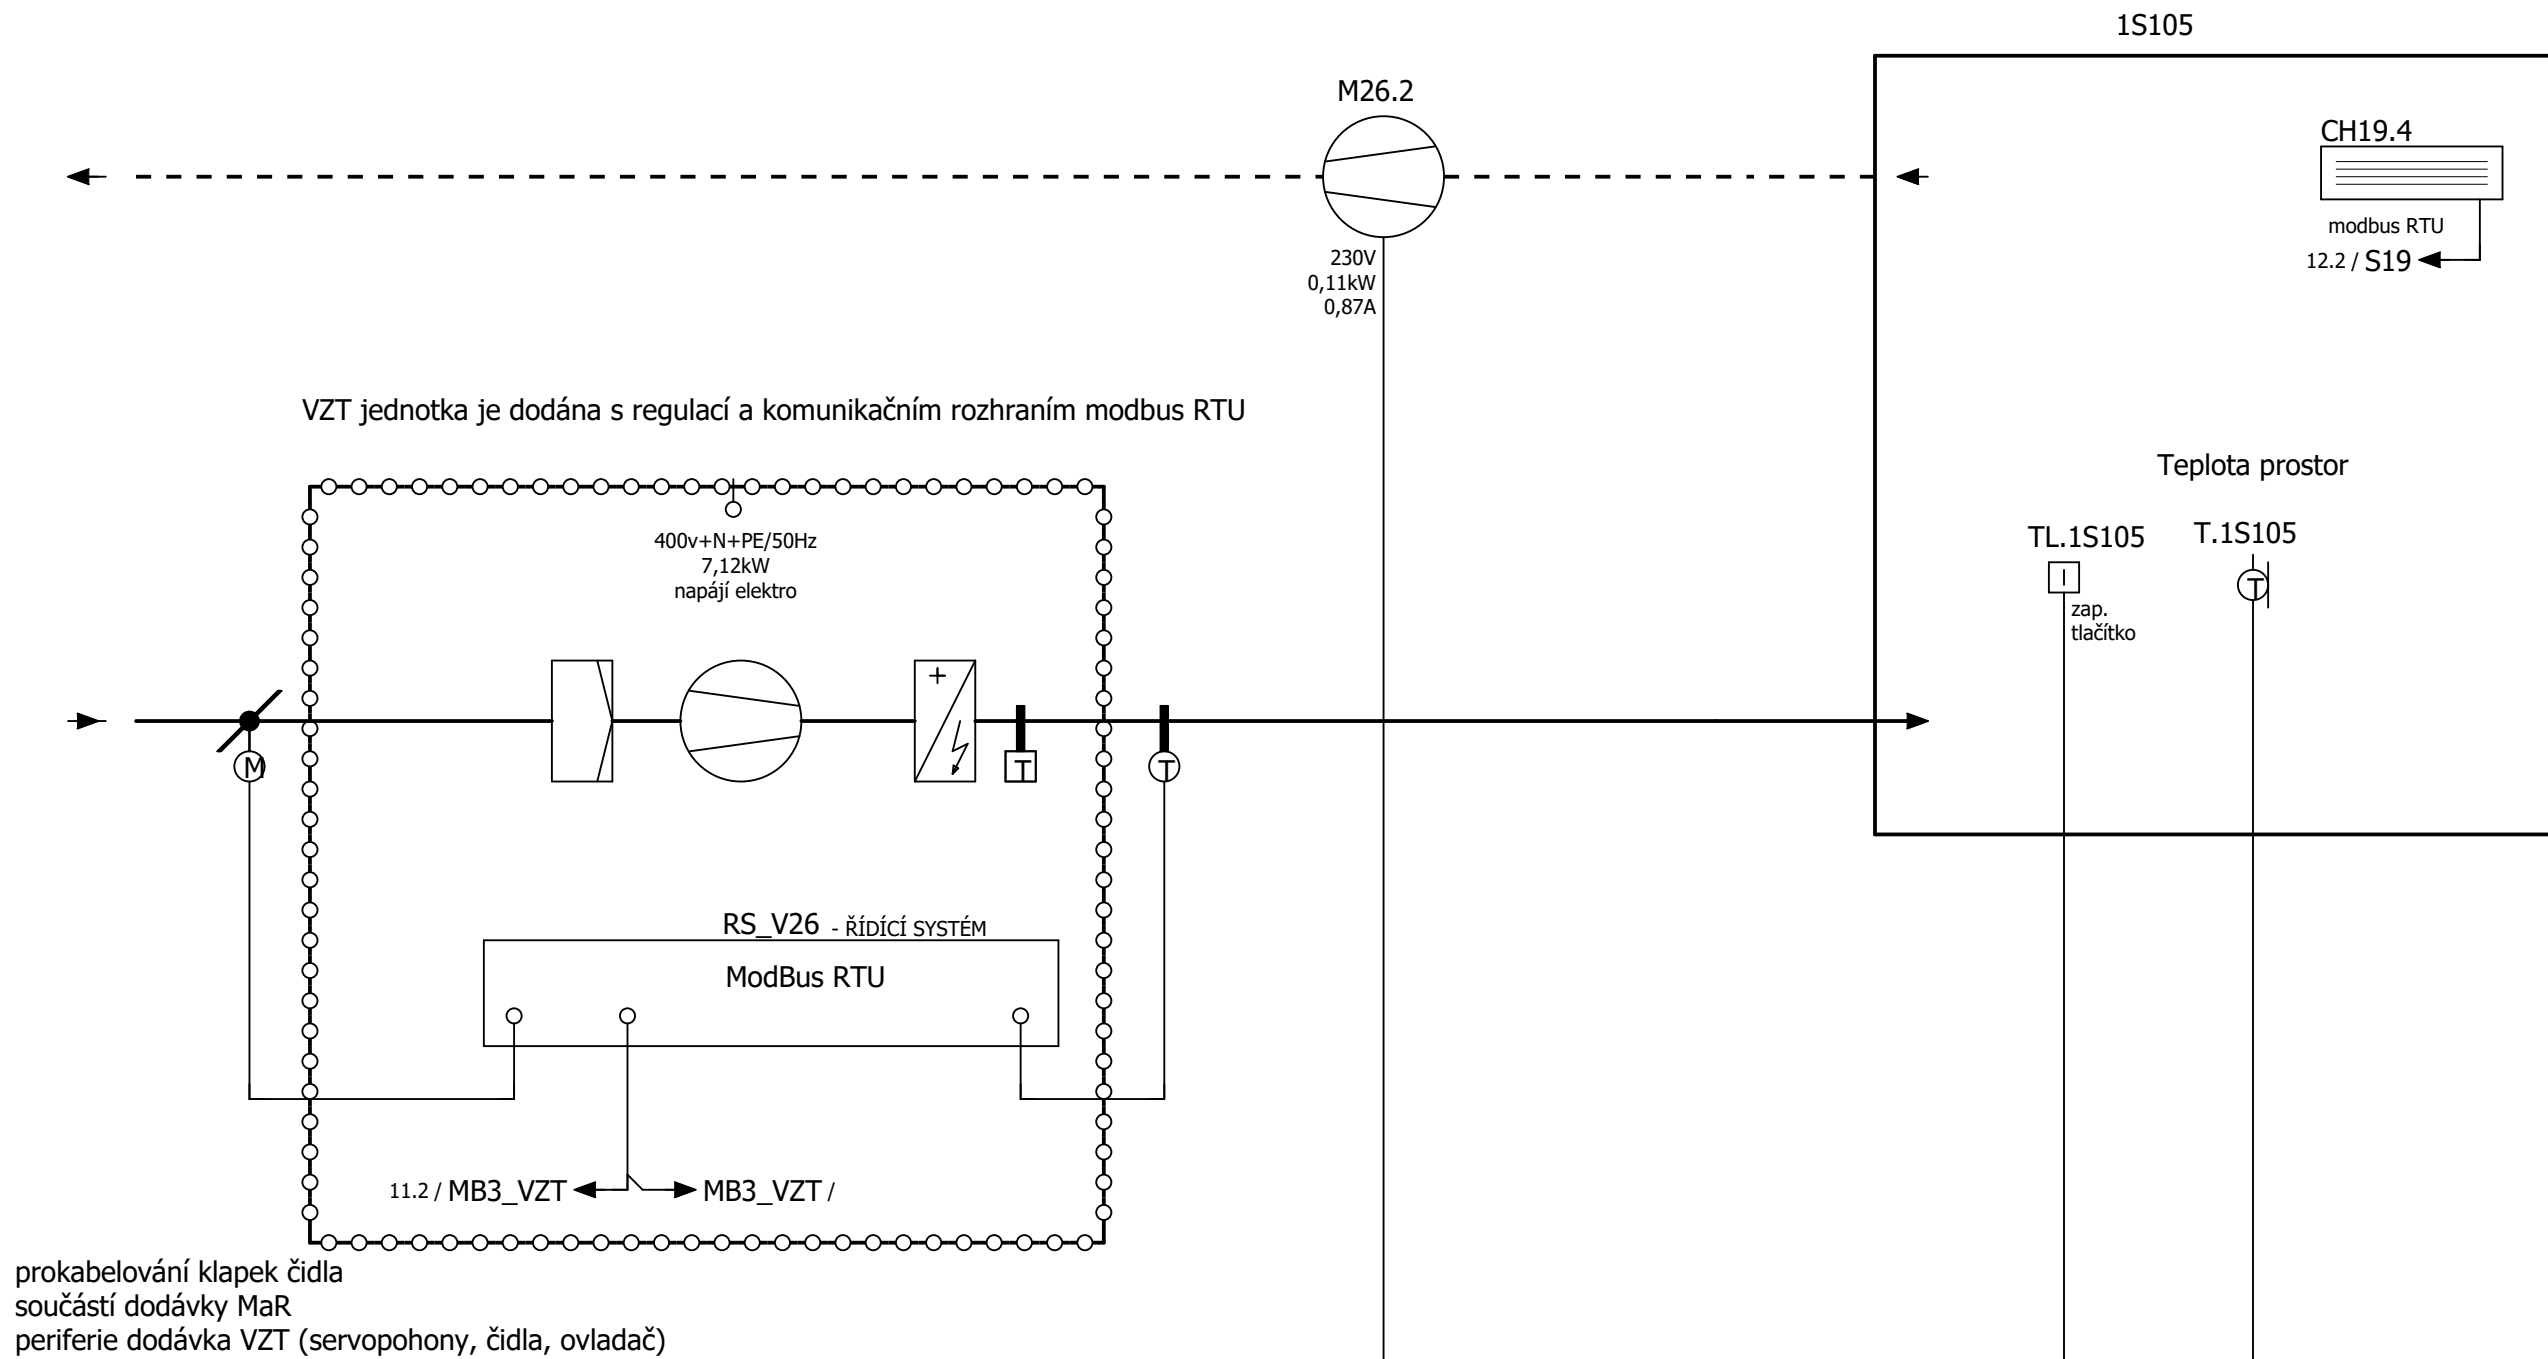 1S105
M26.2
CH19.4
modbus RTU
12.2 / S19
230V
0,11kW
0,87A
VZT jednotka je dodána s regulací a komunikačním rozhraním modbus RTU
Teplota prostor
TL.1S105
T.1S105
I
T
zap.
tlačítko
400v+N+PE/50Hz
7,12kW
napájí elektro
+
M
T
T
RS_V26 - ŘÍDÍCÍ SYSTÉM
ModBus RTU
11.2 / MB3_VZT
MB3_VZT /
prokabelování klapek čidla
součástí dodávky MaR
periferie dodávka VZT (servopohony, čidla, ovladač)